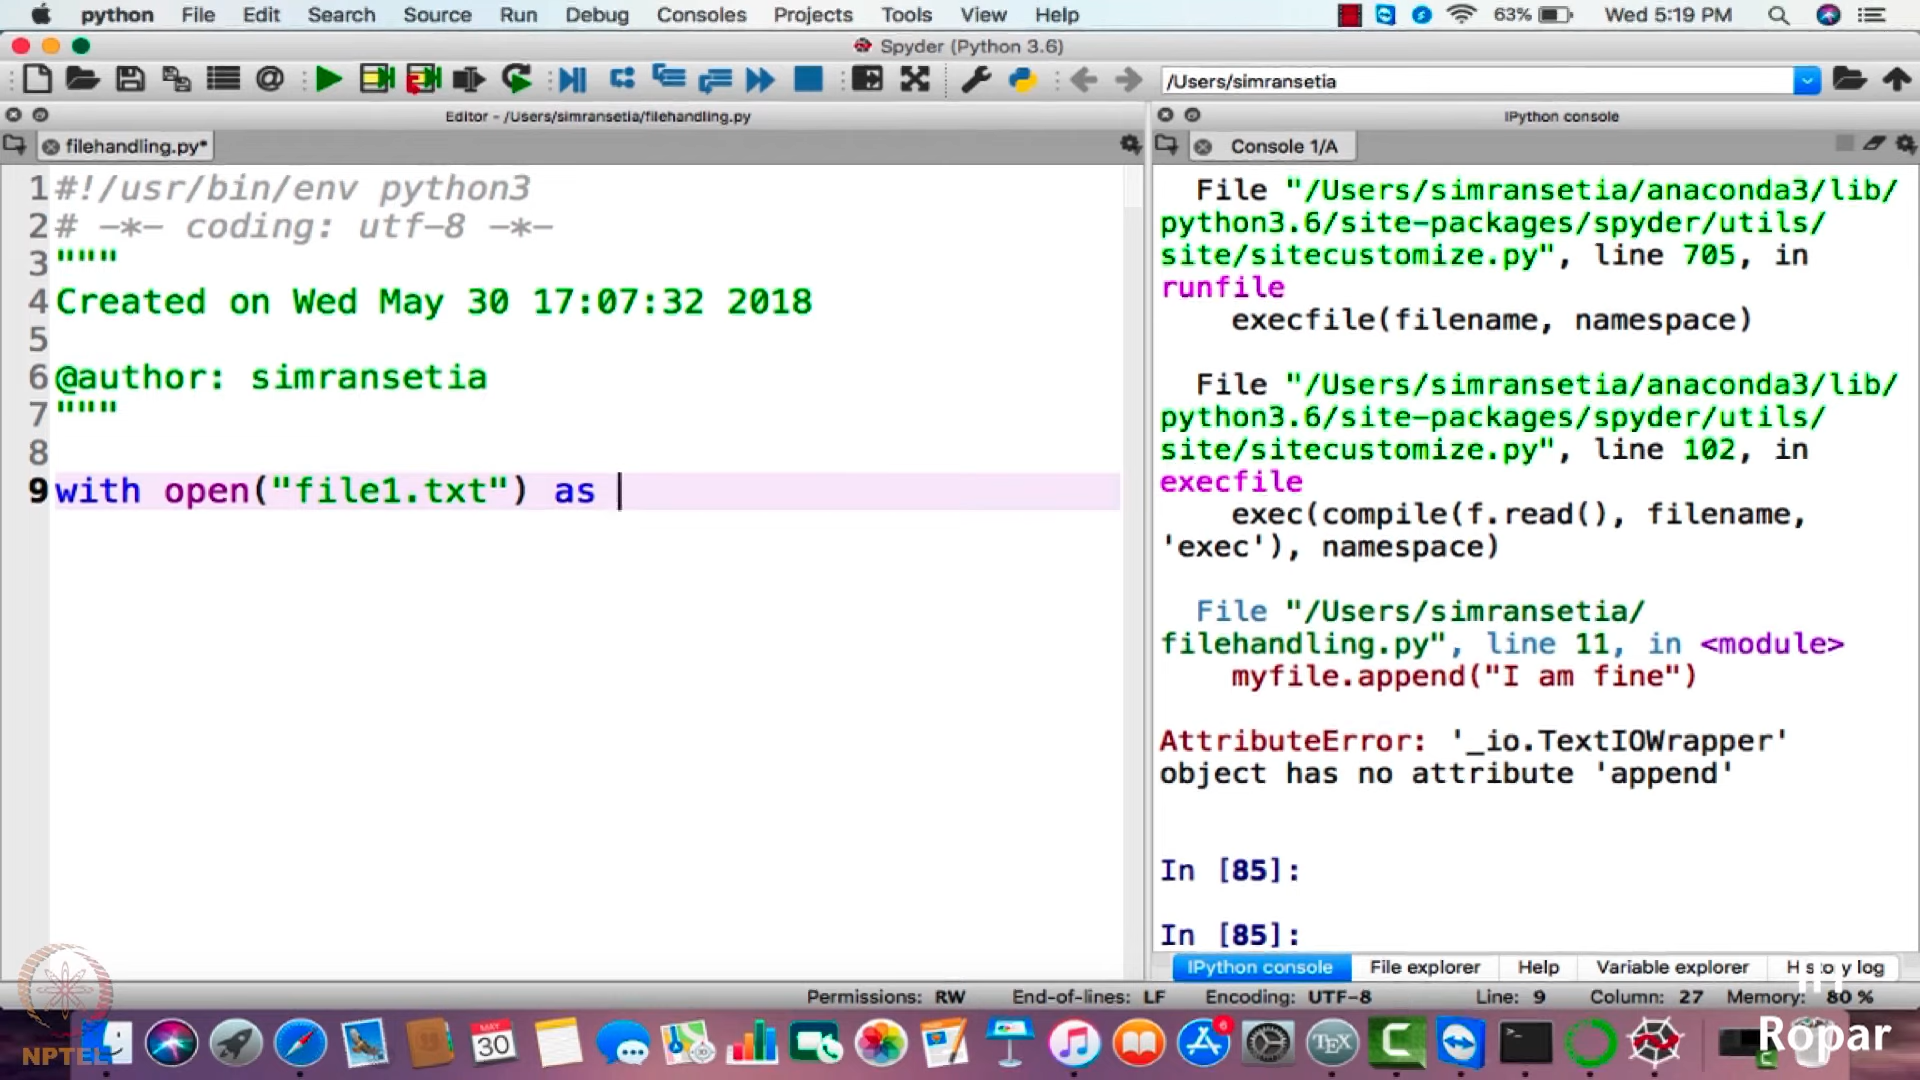 python File Edit Search Source Run Debug Consoles Projects Tools View Help 63% Wed 5:19 PM
Spyder (Python 3.6)
/Users/simransetia
Editor - /Users/simransetia/filehandling.py
filehandling.py*
1 #!/usr/bin/env python3
2 # -*- coding: utf-8 -*-
3 """
4 Created on Wed May 30 17:07:32 2018
5
6 @author: simransetia
7 """
8
9 with open("file1.txt") as
IPython console
Console 1/A
File "/Users/simransetia/anaconda3/lib/
python3.6/site-packages/spyder/utils/
site/sitecustomize.py", line 705, in
runfile
execfile(filename, namespace)
File "/Users/simransetia/anaconda3/lib/
python3.6/site-packages/spyder/utils/
site/sitecustomize.py", line 102, in
execfile
exec(compile(f.read(), filename,
'exec'), namespace)
File "/Users/simransetia/
filehandling.py", line 11, in <module>
myfile.append("I am fine")
AttributeError: '_io.TextIOWrapper'
object has no attribute 'append'
In [85]:
In [85]:
IPython console File explorer Help Variable explorer History log
Permissions: RW End-of-lines: LF Encoding: UTF-8 Line: 9 Column: 27 Memory: 80 %
NPTEL
MAY
30
TEX
6
Ropar